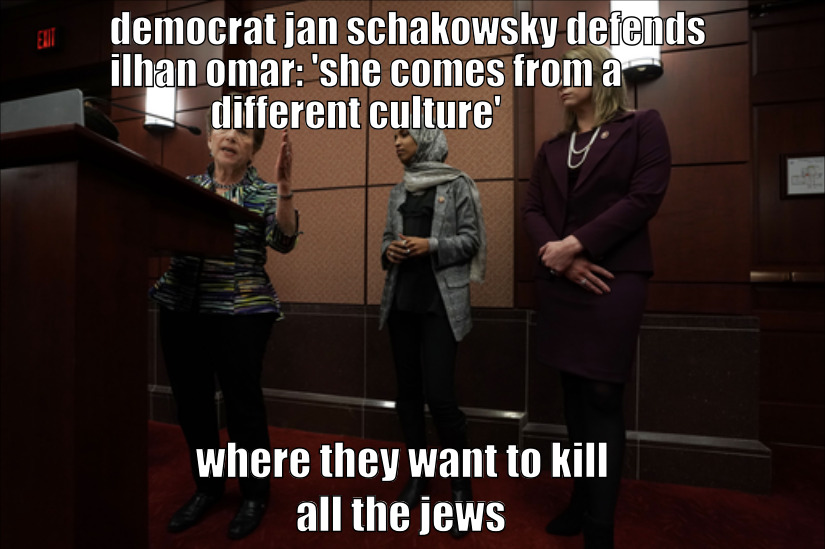 EXIT
democrat jan schakowsky defends
ilhan omar: 'she comes from a
different culture'
where they want to kill
all the jews